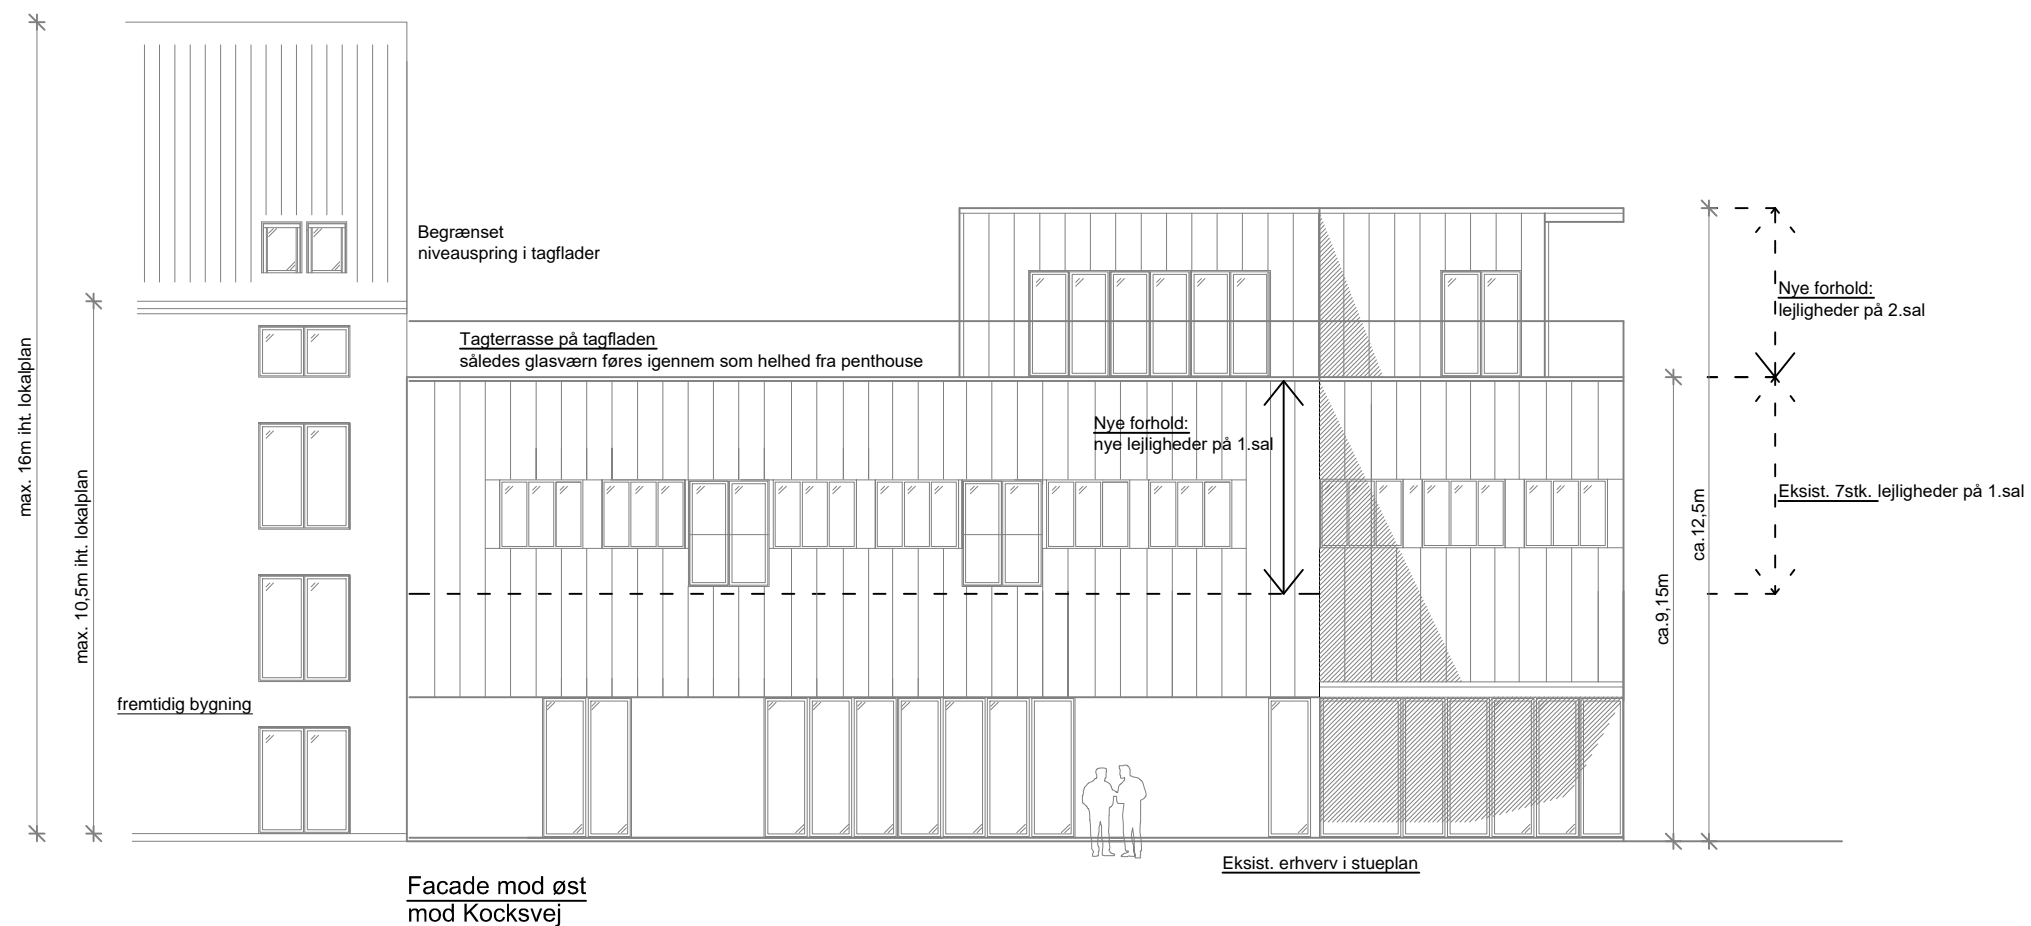 max. 16m iht. lokalplan
max. 10,5m iht. lokalplan
Begrænset
niveauspring i tagflader
Tagterrasse på tagfladen
således glasværn føres igennem som helhed fra penthouse
Nye forhold:
nye lejligheder på 1.sal
Nye forhold:
lejligheder på 2.sal
Eksist. 7stk. lejligheder på 1.sal
ca.12,5m
ca.9,15m
fremtidig bygning
Eksist. erhverv i stueplan
Facade mod øst
mod Kocksvej